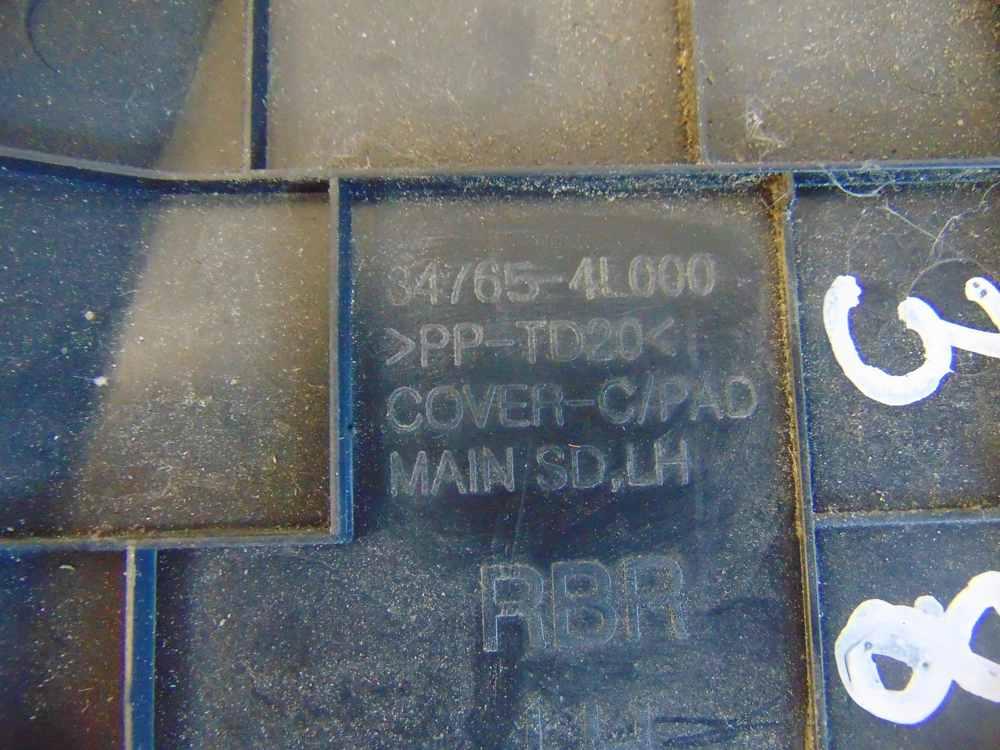 84765-4L000
>PP-TD20<
COVER-C/PAD
MAIN SD,LH
RBR